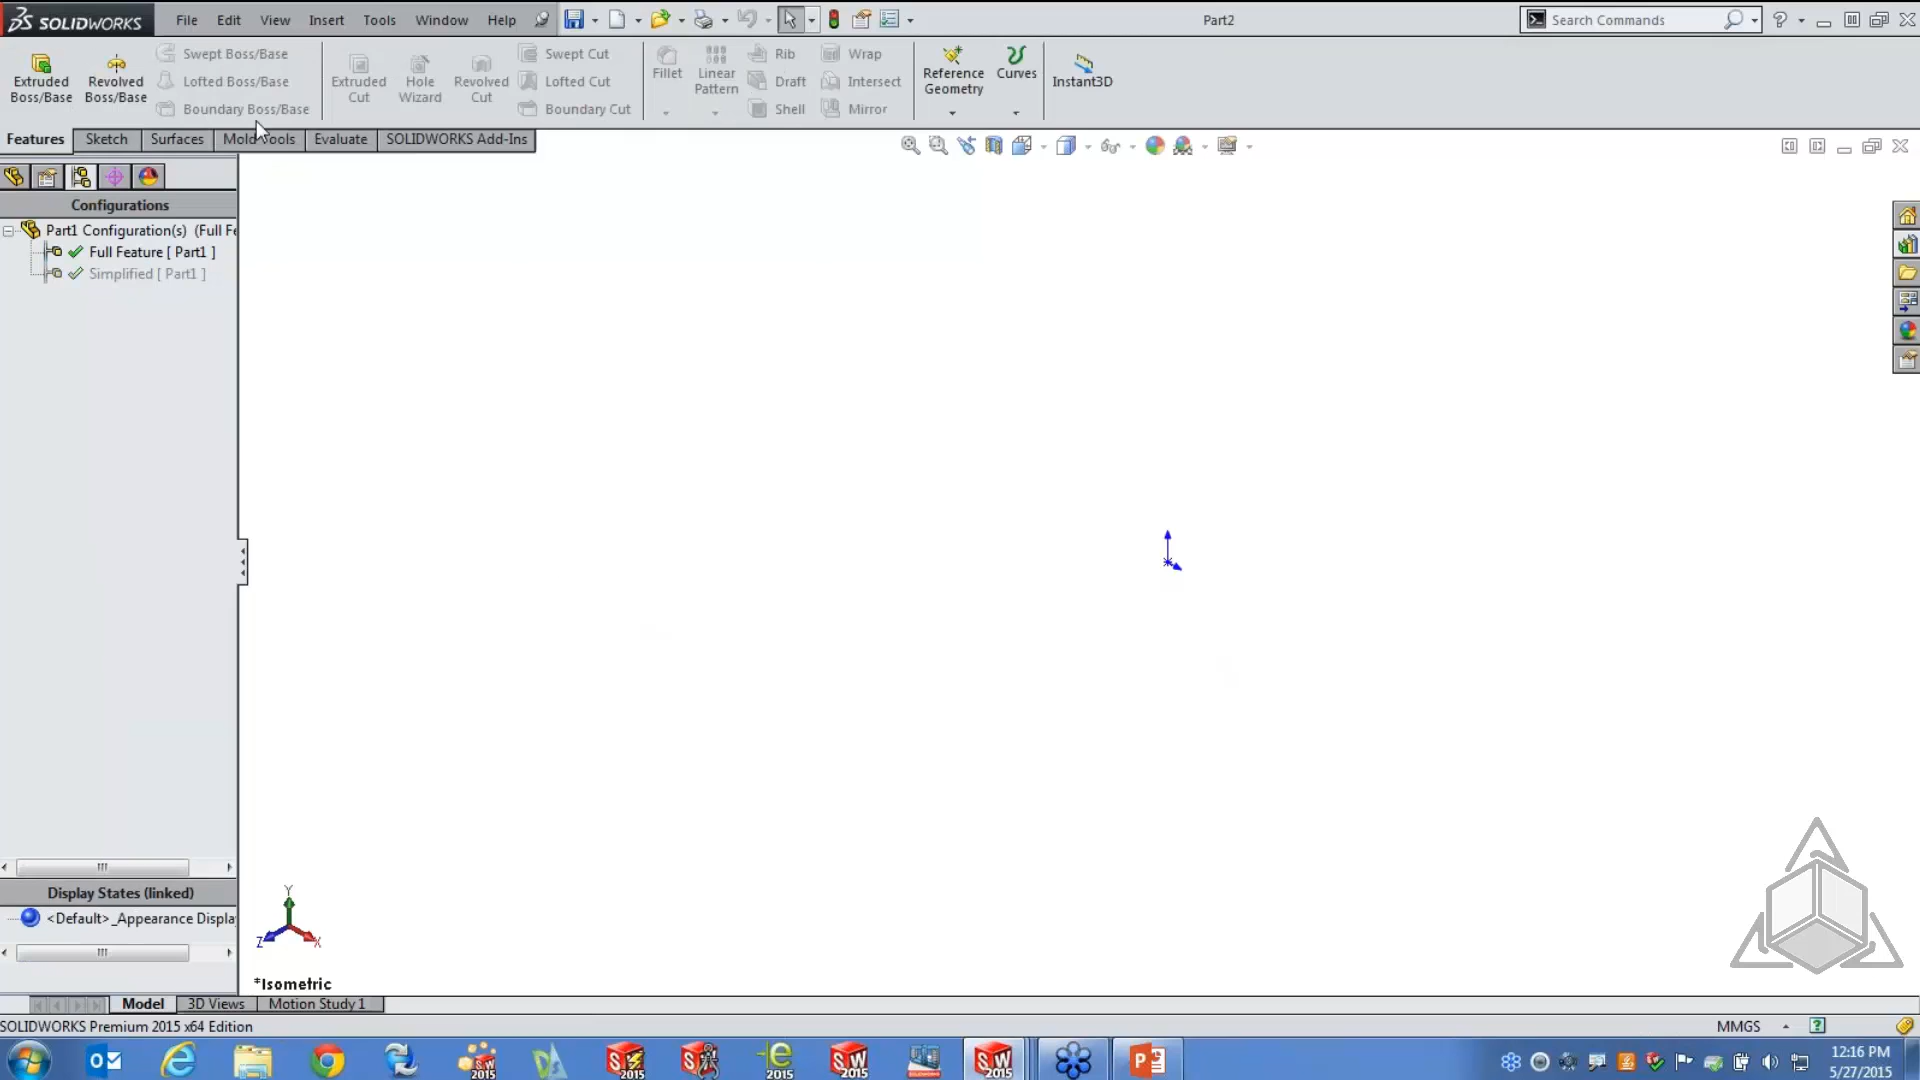 SOLIDWORKS File Edit View Insert Tools Window Help Part2 Search Commands
Extruded Boss/Base Revolved Boss/Base Swept Boss/Base Lofted Boss/Base Boundary Boss/Base
Extruded Cut Hole Wizard Revolved Cut Swept Cut Lofted Cut Boundary Cut
Fillet Linear Pattern Rib Draft Shell Wrap Intersect Mirror
Reference Geometry Curves Instant3D
Features Sketch Surfaces Mold Tools Evaluate SOLIDWORKS Add-Ins
Configurations
Part1 Configuration(s) (Full Fe
Full Feature [ Part1 ]
Simplified [ Part1 ]
Display States (linked)
<Default>_Appearance Displa
Y
Z X
*Isometric
Model 3D Views Motion Study 1
SOLIDWORKS Premium 2015 x64 Edition MMGS
12:16 PM
5/27/2015